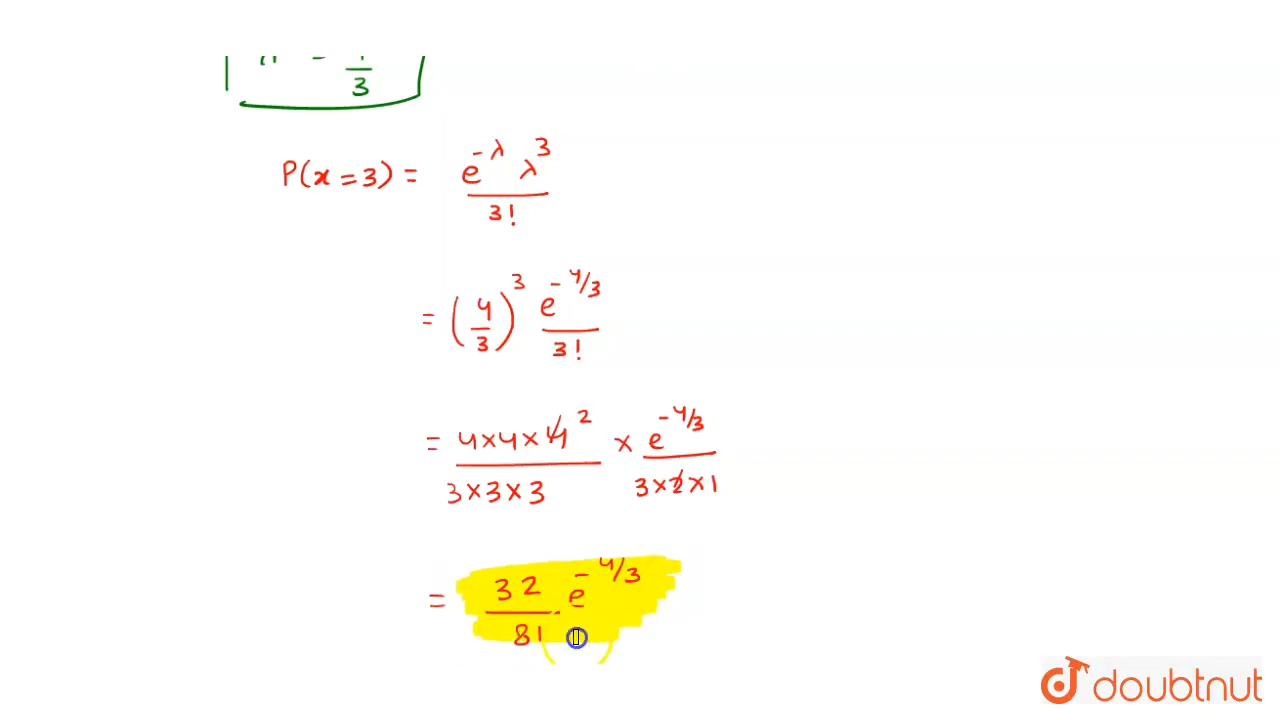 = 4/3
P(x=3) = e^{-λ} λ^3 / 3!
= (4/3)^3 e^{-4/3} / 3!
= 4×4×4^2 / 3×3×3 × e^{-4/3} / 3×2×1
= 32/81 e^{-4/3}
doubtnut